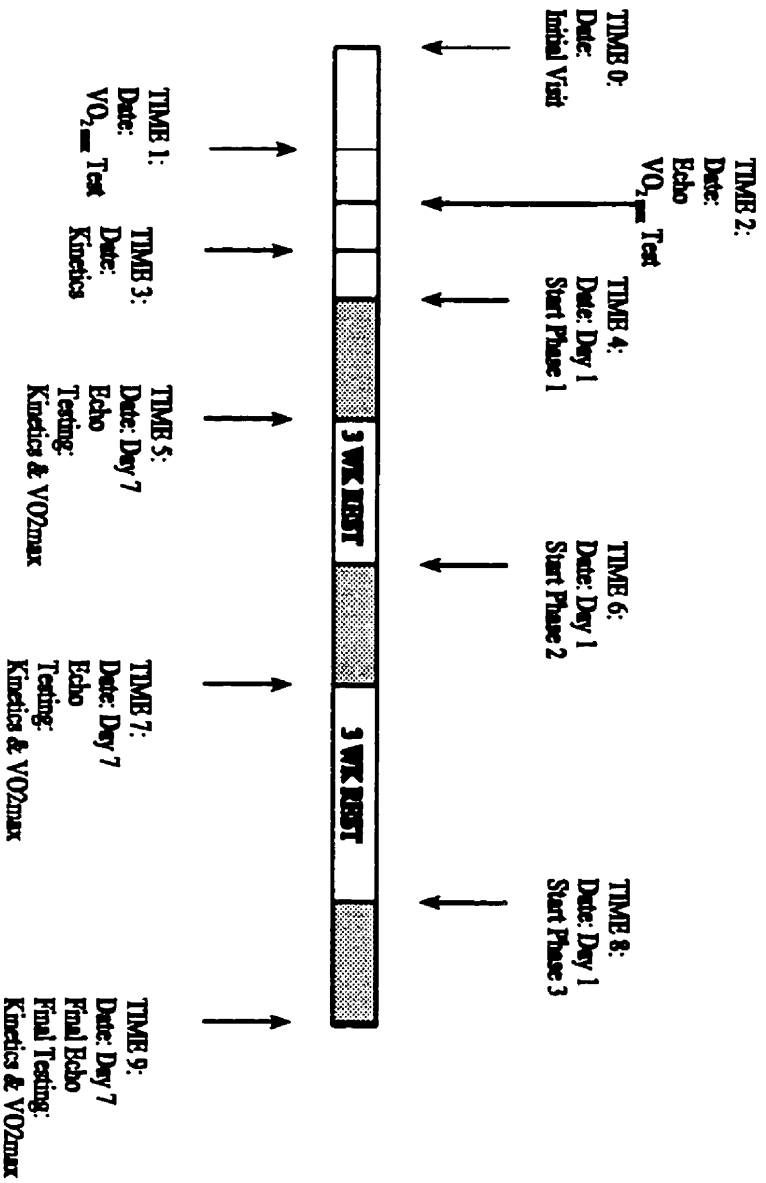 TIME 0:
Date:
Initial Visit
TIME 2:
Date:
Echo
VO2 max Test
TIME 4:
Date: Day 1
Start Phase 1
TIME 6:
Date: Day 1
Start Phase 2
TIME 8:
Date: Day 1
Start Phase 3
3 WK REST
3 WK REST
TIME 1:
Date:
VO2 max Test
TIME 3:
Date:
Kinetics
TIME 5:
Date: Day 7
Echo
Testing:
Kinetics & VO2max
TIME 7:
Date: Day 7
Echo
Testing:
Kinetics & VO2max
TIME 9:
Date: Day 7
Final Echo
Final Testing:
Kinetics & VO2max